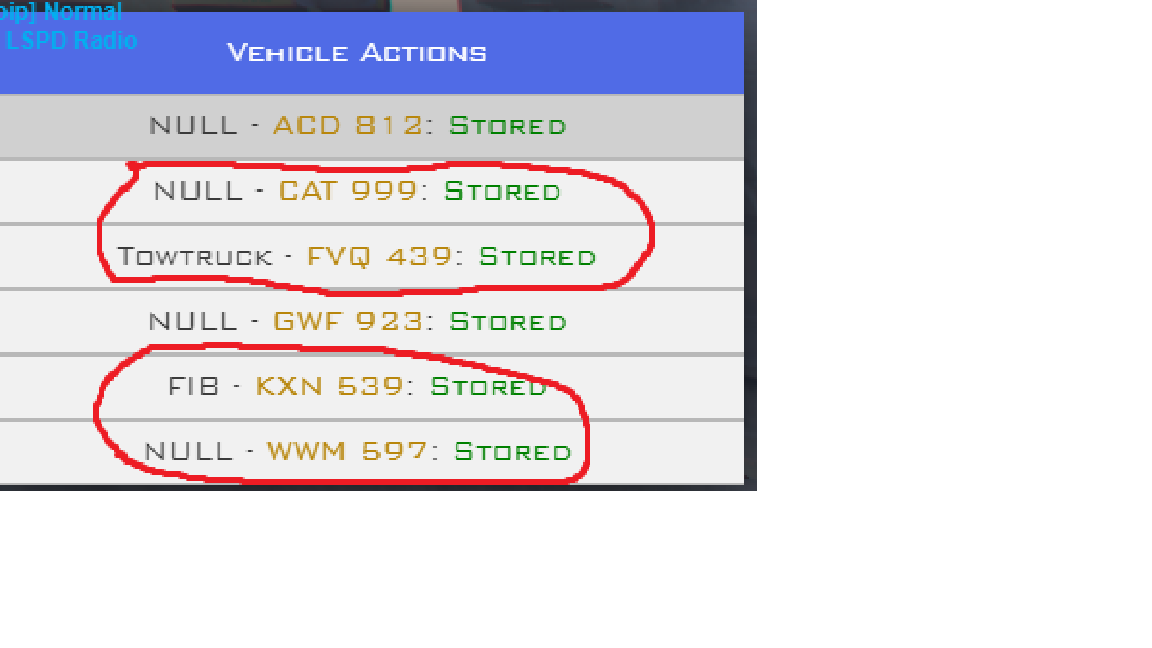 oip] Normal
LSPD Radio
VEHICLE ACTIONS
NULL - ACD 812: STORED
NULL - CAT 999: STORED
TOWTRUCK - FVQ 439: STORED
NULL - GWF 923: STORED
FIB - KXN 539: STORED
NULL - WWM 597: STORED